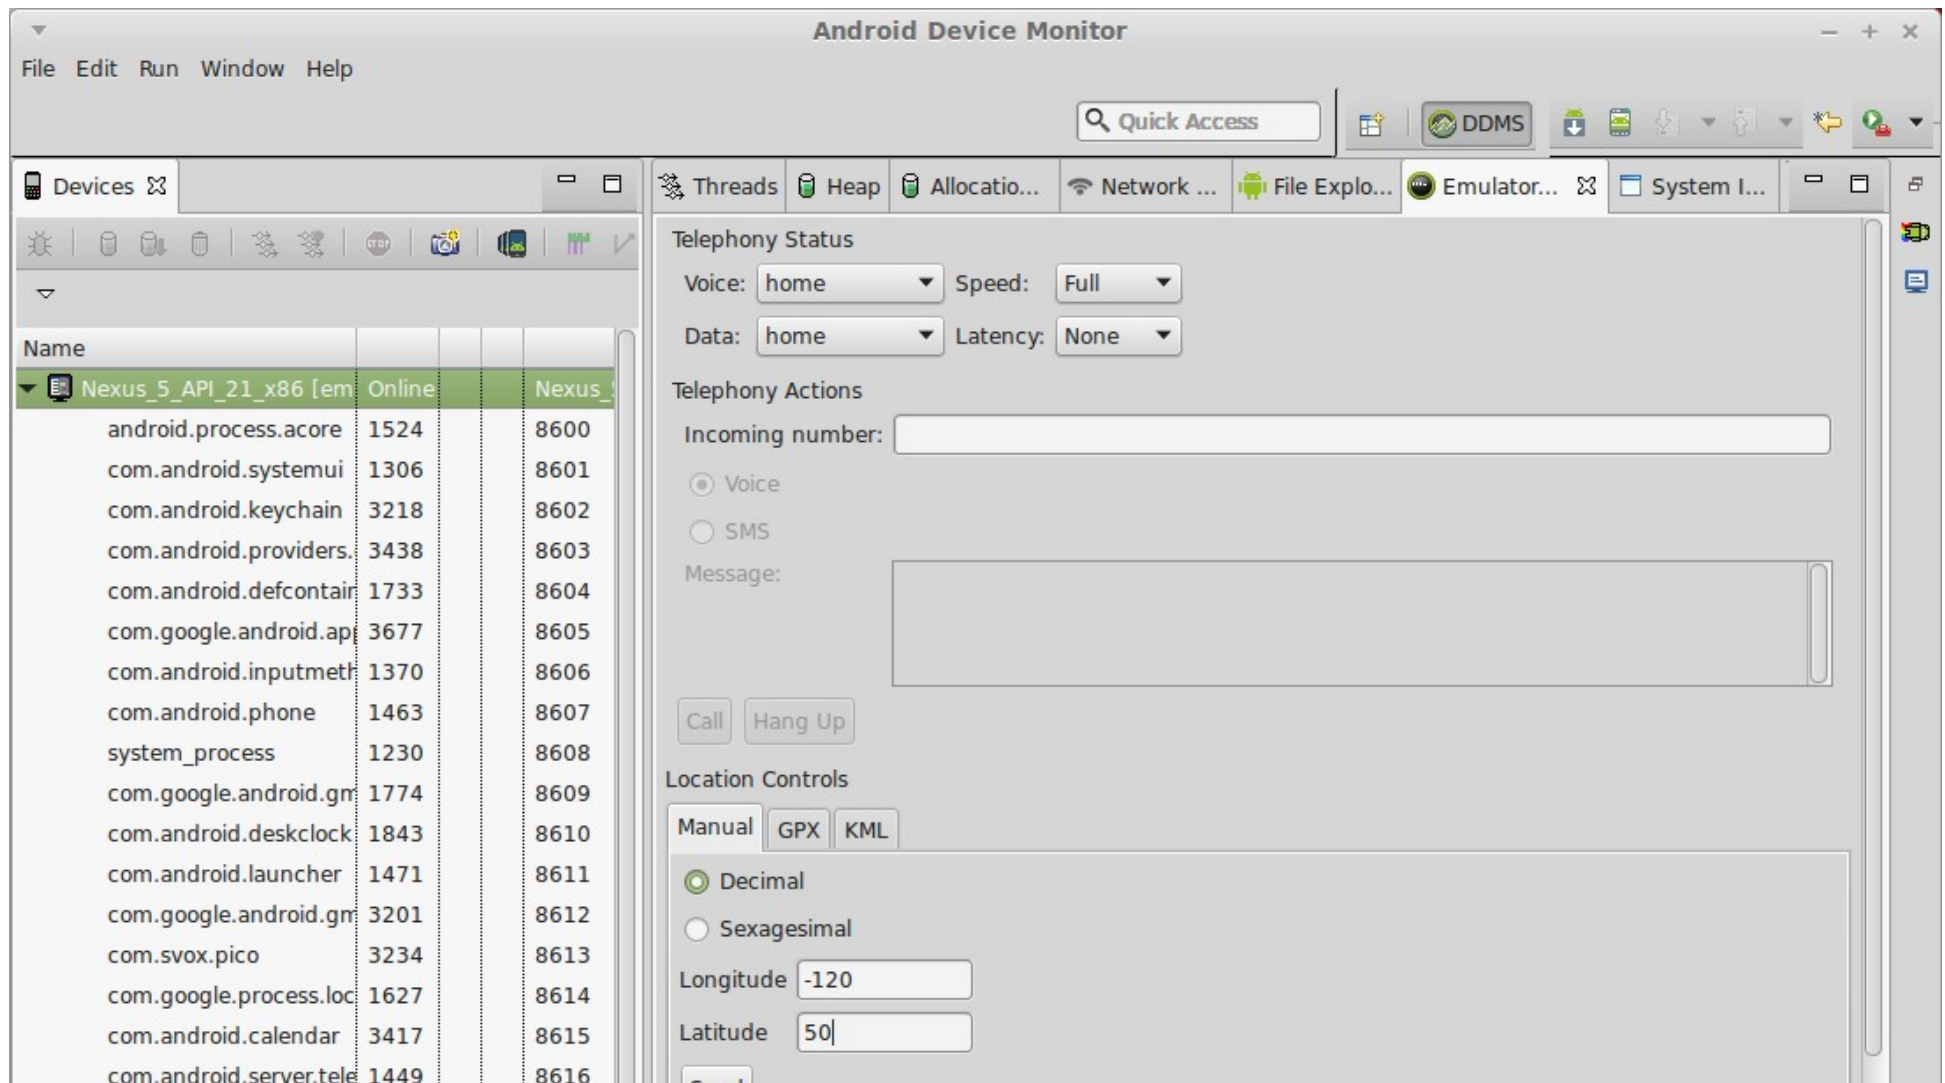 Android Device Monitor
File Edit Run Window Help
Quick Access DDMS
Devices
Threads Heap Allocatio... Network ... File Explo... Emulator... System I...
Name
Nexus_5_API_21_x86 [em Online Nexus_
android.process.acore 1524 8600
com.android.systemui 1306 8601
com.android.keychain 3218 8602
com.android.providers. 3438 8603
com.android.defcontain 1733 8604
com.google.android.app 3677 8605
com.android.inputmeth 1370 8606
com.android.phone 1463 8607
system_process 1230 8608
com.google.android.gm 1774 8609
com.android.deskclock 1843 8610
com.android.launcher 1471 8611
com.google.android.gm 3201 8612
com.svox.pico 3234 8613
com.google.process.loc 1627 8614
com.android.calendar 3417 8615
com.android.server.tele 1449 8616
Telephony Status
Voice: home Speed: Full
Data: home Latency: None
Telephony Actions
Incoming number:
Voice
SMS
Message:
Call Hang Up
Location Controls
Manual GPX KML
Decimal
Sexagesimal
Longitude -120
Latitude 50